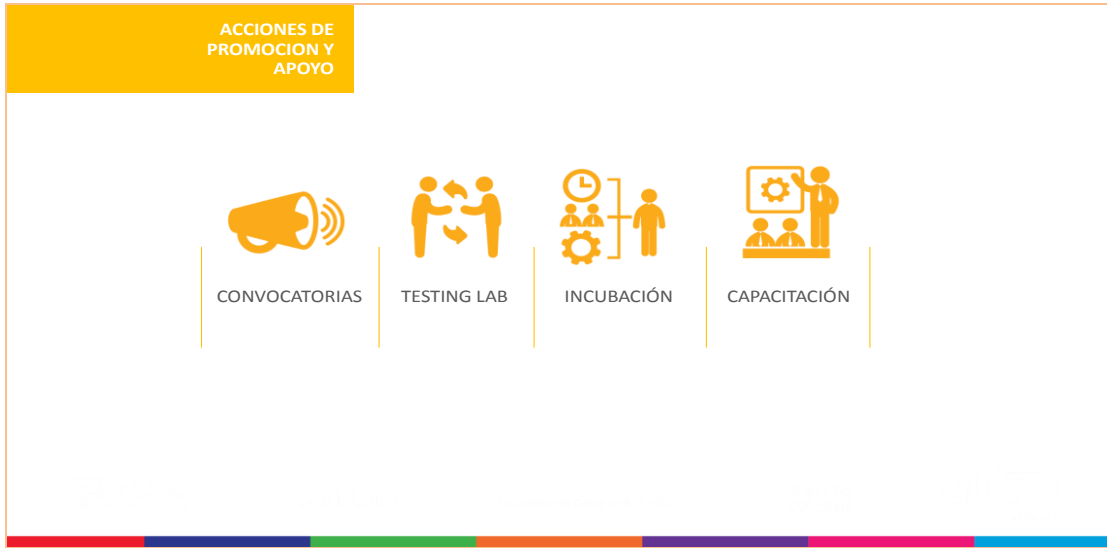 ACCIONES DE
PROMOCION Y
APOYO
CONVOCATORIAS
TESTING LAB
INCUBACIÓN
CAPACITACIÓN